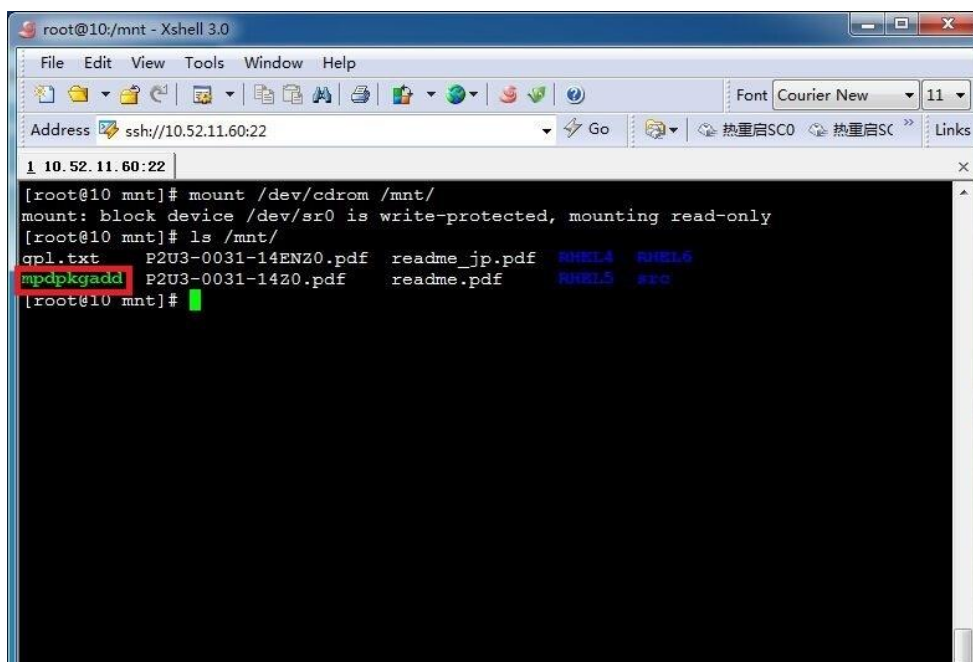 root@10:/mnt - Xshell 3.0
File Edit View Tools Window Help
Font Courier New 11
Address ssh://10.52.11.60:22 Go 热重启SC0 热重启SC » Links
1 10.52.11.60:22
[root@10 mnt]# mount /dev/cdrom /mnt/
mount: block device /dev/sr0 is write-protected, mounting read-only
[root@10 mnt]# ls /mnt/
gpl.txt P2U3-0031-14ENZ0.pdf readme_jp.pdf RHEL4 RHEL6
mpdpkgadd P2U3-0031-14Z0.pdf readme.pdf RHEL5 src
[root@10 mnt]#